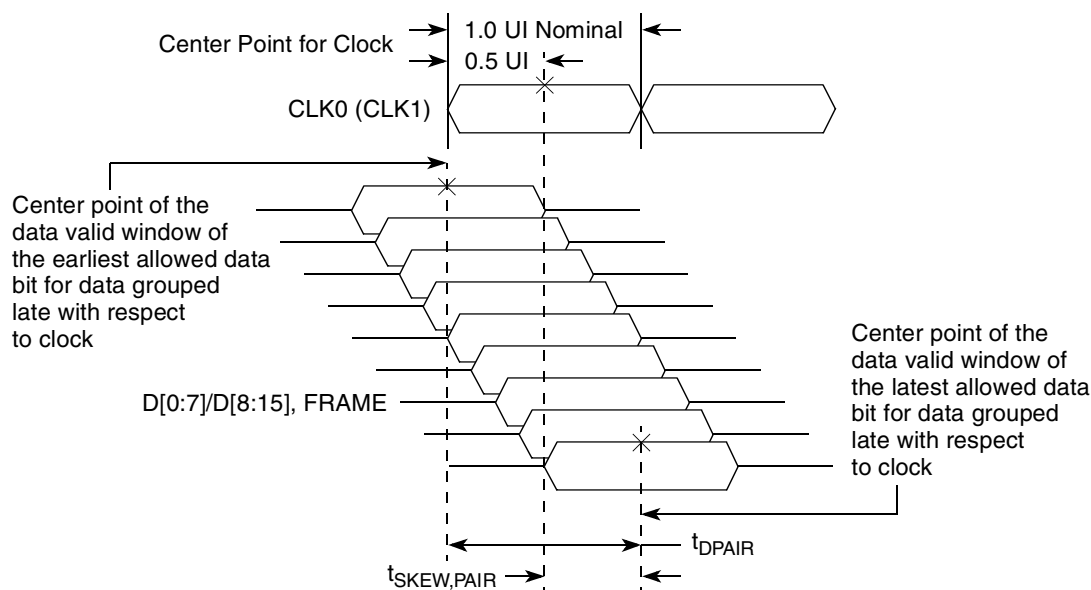 1.0 UI Nominal
Center Point for Clock
0.5 UI
CLK0 (CLK1)
Center point of the
data valid window of
the earliest allowed data
bit for data grouped
late with respect
to clock
D[0:7]/D[8:15], FRAME
Center point of the
data valid window of
the latest allowed data
bit for data grouped
late with respect
to clock
tDPAIR
tSKEW,PAIR